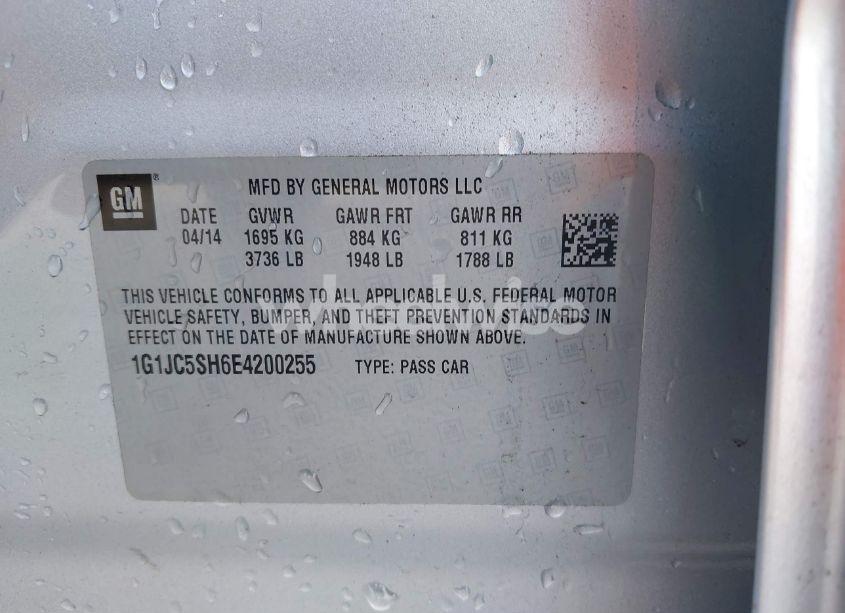 GM®
MFD BY GENERAL MOTORS LLC
DATE GVWR GAWR FRT GAWR RR
04/14 1695 KG 884 KG 811 KG
3736 LB 1948 LB 1788 LB
THIS VEHICLE CONFORMS TO ALL APPLICABLE U.S. FEDERAL MOTOR
VEHICLE SAFETY, BUMPER, AND THEFT PREVENTION STANDARDS IN
EFFECT ON THE DATE OF MANUFACTURE SHOWN ABOVE.
1G1JC5SH6E4200255 TYPE: PASS CAR